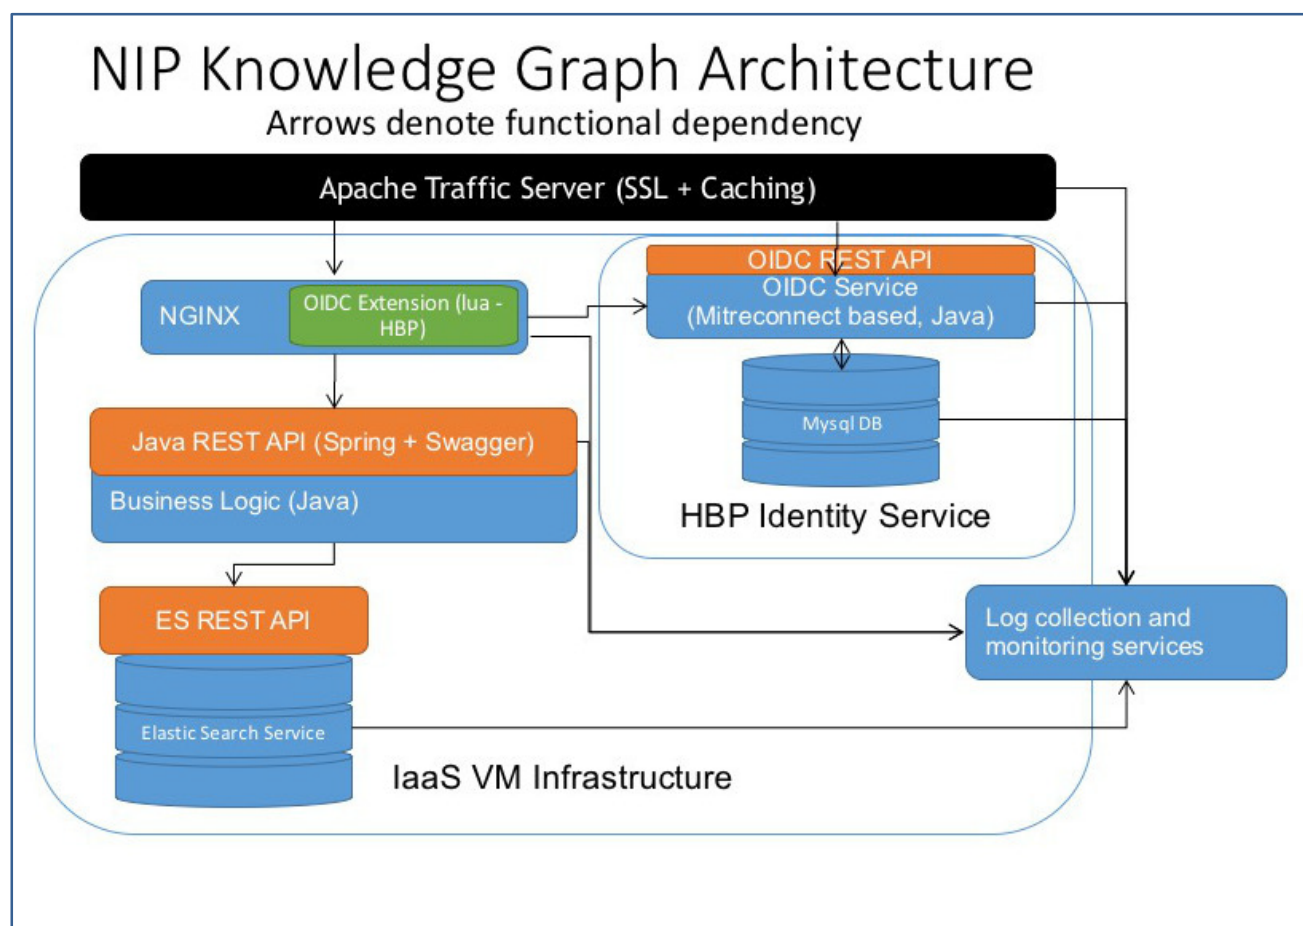 NIP Knowledge Graph Architecture
Arrows denote functional dependency
Apache Traffic Server (SSL + Caching)
NGINX
OIDC Extension (lua -
HBP)
OIDC REST API
OIDC Service
(Mitreconnect based, Java)
Mysql DB
HBP Identity Service
Java REST API (Spring + Swagger)
Business Logic (Java)
ES REST API
Elastic Search Service
Log collection and
monitoring services
IaaS VM Infrastructure